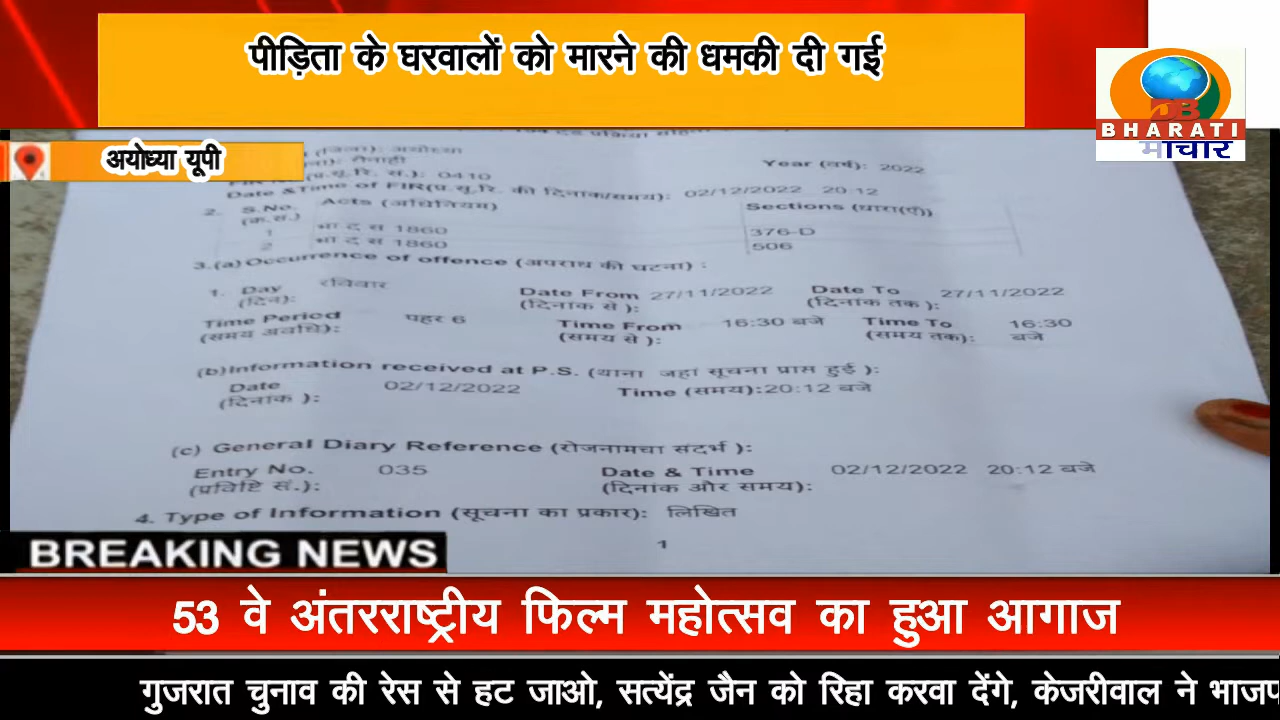 पीड़िता के घरवालों को मारने की धमकी दी गई
BHARATI
माचार
अयोध्या यूपी
(जिला): अयोध्या
रौनाही
Year (वर्ष): 2022
(प्र.सू.रि. सं.): 0410
Date &Time of FIR(प्र.सू.रि. की दिनांक/समय): 02/12/2022 20:12
2. S.No. (क.सं.) Acts (अधिनियम) Sections (धारा(एँ))
1 भा द स 1860 376-D
2 भा द स 1860 506
3.(a) Occurrence of offence (अपराध की घटना) :
1. Day (दिन): रविवार Date From (दिनांक से ): 27/11/2022 Date To (दिनांक तक ): 27/11/2022
Time Period (समय अवधि): पहर 6 Time From (समय से ): 16:30 बजे Time To (समय तक): 16:30 बजे
(b)Information received at P.S. (थाना जहां सूचना प्राप्त हुई ):
Date (दिनांक ): 02/12/2022 Time (समय):20:12 बजे
(c) General Diary Reference (रोजनामचा संदर्भ ):
Entry No. (प्रविष्टि सं.): 035 Date & Time (दिनांक और समय): 02/12/2022 20:12 बजे
4. Type of Information (सूचना का प्रकार): लिखित
1
BREAKING NEWS
53 वे अंतरराष्ट्रीय फिल्म महोत्सव का हुआ आगाज
गुजरात चुनाव की रेस से हट जाओ, सत्येंद्र जैन को रिहा करवा देंगे, केजरीवाल ने भाजप